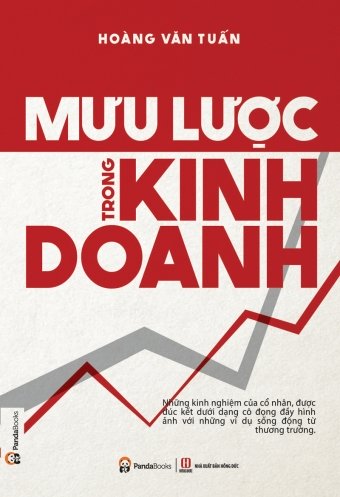 HOÀNG VĂN TUẤN
MƯU LƯỢC
TRONG
KINH
DOANH
Những kinh nghiệm của cổ nhân, được
đúc kết dưới dạng cô đọng đầy hình
ảnh với những ví dụ sống động từ
thương trường.
PandaBooks
PandaBooks
HỒNG ĐỨC
NHÀ XUẤT BẢN HỒNG ĐỨC